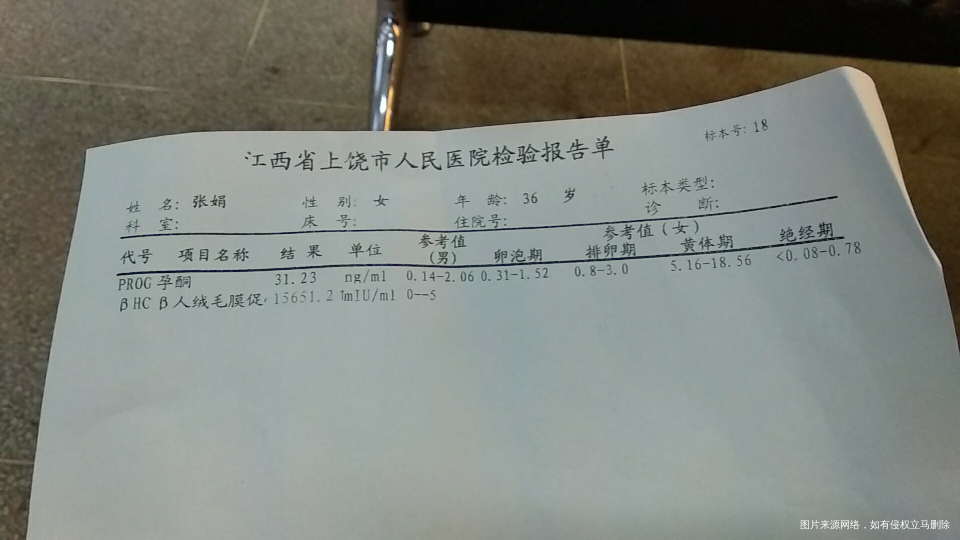 标本号: 18
江西省上饶市人民医院检验报告单
姓 名: 张娟 性 别: 女 年 龄: 36 岁 标本类型:
科 室: 床 号: 住院号: 诊 断:
代号 项目名称 结 果 单位 参考值(男) 参考值(女)
卵泡期 排卵期 黄体期 绝经期
PROG 孕酮 31.23 ng/ml 0.14-2.06 0.31-1.52 0.8-3.0 5.16-18.56 <0.08-0.78
βHC β人绒毛膜促 15651.2 mIU/ml 0--5
图片来源网络，如有侵权立马删除